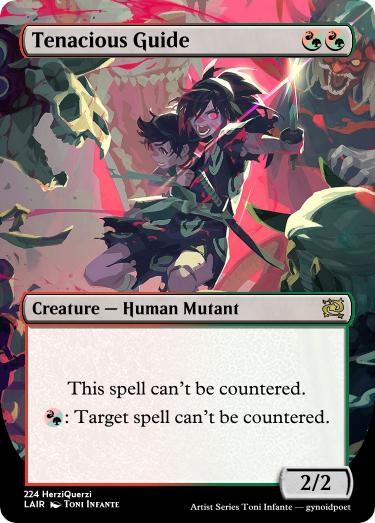 Tenacious Guide
Creature — Human Mutant
This spell can't be countered.
: Target spell can't be countered.
2/2
224 HerziQuerzi
LAIR Toni Infante
Artist Series Toni Infante — gynoidpoet